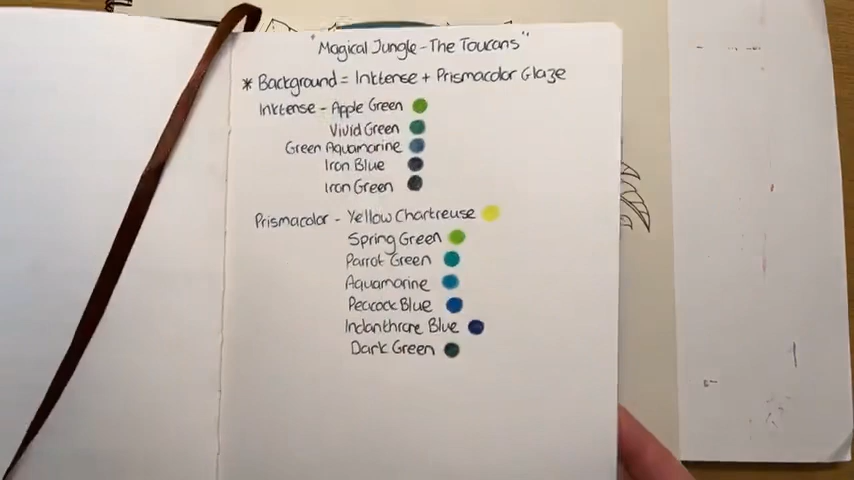 "Magical Jungle - The Toucans"
* Background = Inktense + Prismacolor Glaze
Inktense - Apple Green
Vivid Green
Green Aquamarine
Iron Blue
Iron Green
Prismacolor - Yellow Chartreuse
Spring Green
Parrot Green
Aquamarine
Peacock Blue
Indanthrone Blue
Dark Green